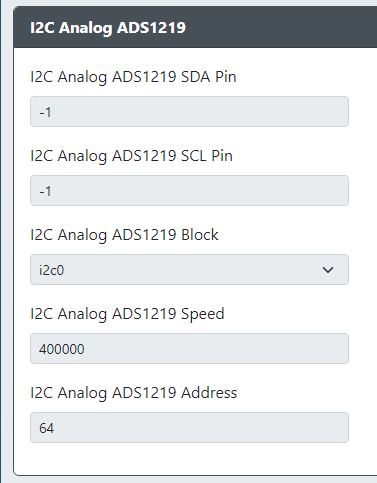 I2C Analog ADS1219
I2C Analog ADS1219 SDA Pin
-1
I2C Analog ADS1219 SCL Pin
-1
I2C Analog ADS1219 Block
i2c0
I2C Analog ADS1219 Speed
400000
I2C Analog ADS1219 Address
64